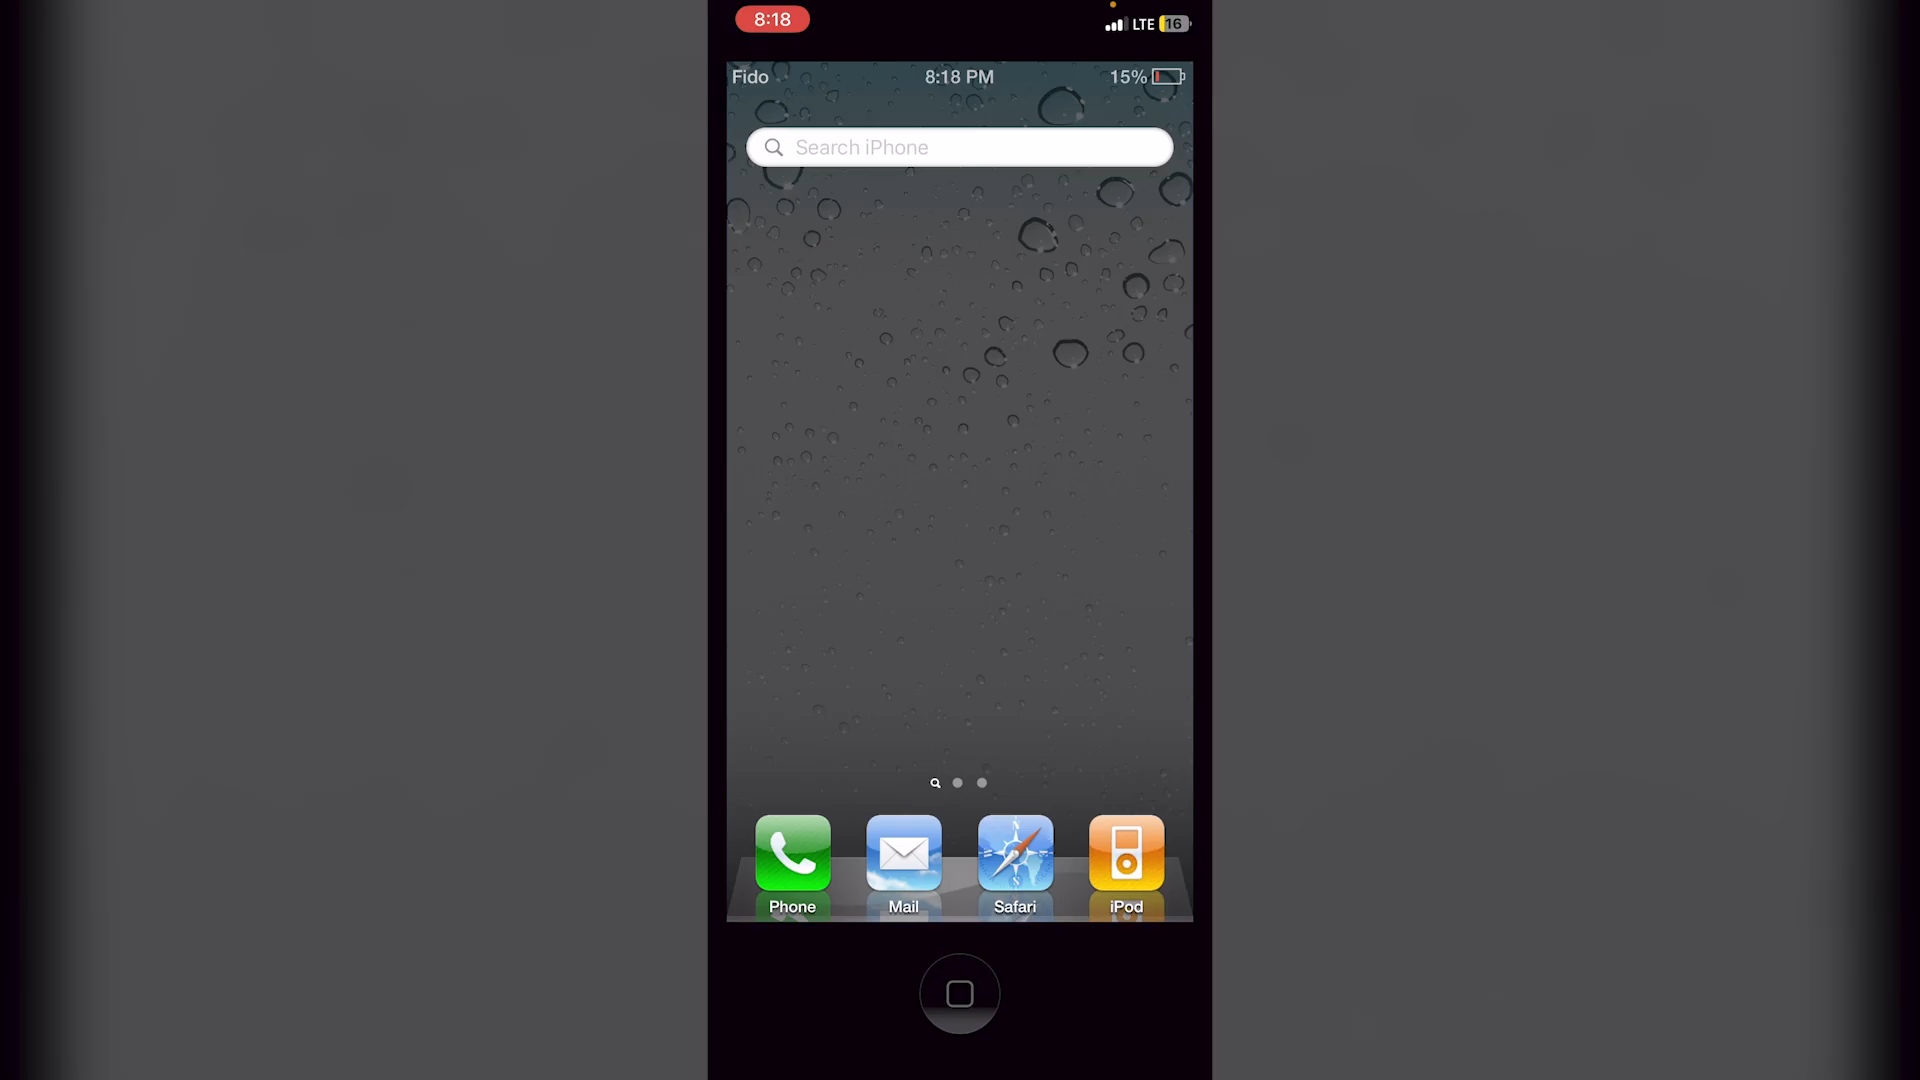 8:18
LTE 16
Fido 8:18 PM 15%
Search iPhone
Phone Mail Safari iPod